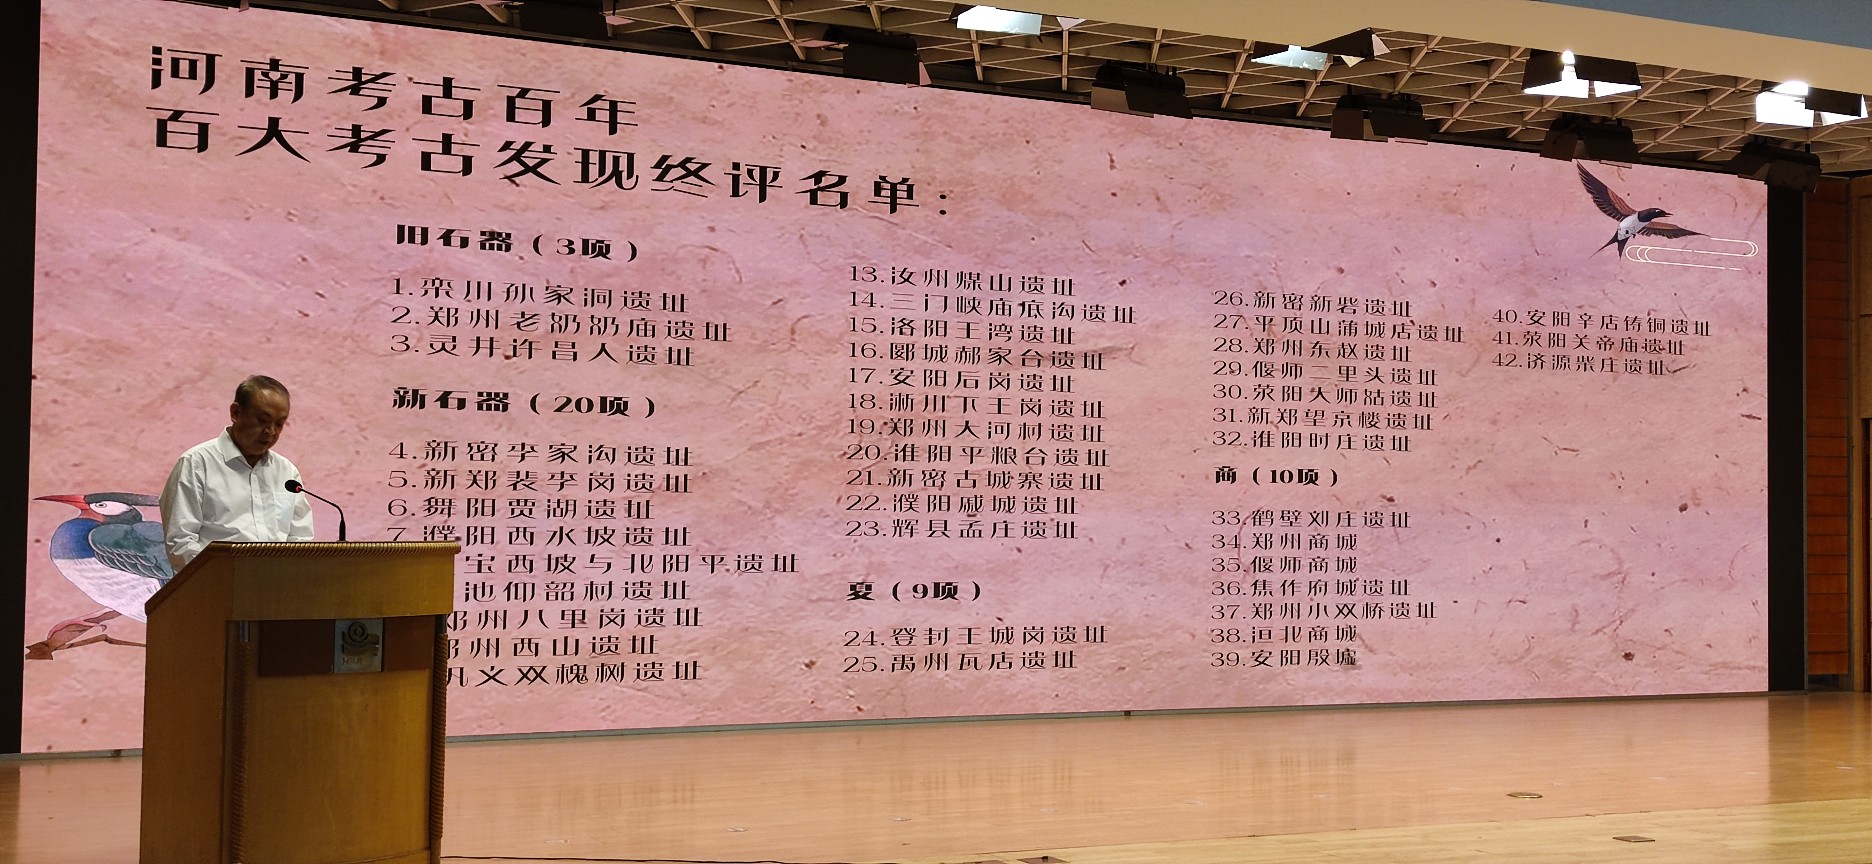 河南考古百年
百大考古发现终评名单：
旧石器（3项）
1.栾川孙家洞遗址
2.郑州老奶奶庙遗址
3.灵井许昌人遗址
新石器（20项）
4.新密李家沟遗址
5.新郑裴李岗遗址
6.舞阳贾湖遗址
7.濮阳西水坡遗址
宝西坡与北阳平遗址
池仰韶村遗址
邓州八里岗遗址
郑州西山遗址
巩义双槐树遗址
13.汝州煤山遗址
14.三门峡庙底沟遗址
15.洛阳王湾遗址
16.郾城郝家台遗址
17.安阳后岗遗址
18.淅川下王岗遗址
19.郑州大河村遗址
20.淮阳平粮台遗址
21.新密古城寨遗址
22.濮阳戚城遗址
23.辉县孟庄遗址
夏（9项）
24.登封王城岗遗址
25.禹州瓦店遗址
26.新密新砦遗址
27.平顶山蒲城店遗址
28.郑州东赵遗址
29.偃师二里头遗址
30.荥阳大师姑遗址
31.新郑望京楼遗址
32.淮阳时庄遗址
商（10项）
33.鹤壁刘庄遗址
34.郑州商城
35.偃师商城
36.焦作府城遗址
37.郑州小双桥遗址
38.洹北商城
39.安阳殷墟
40.安阳辛店铸铜遗址
41.荥阳关帝庙遗址
42.济源柴庄遗址